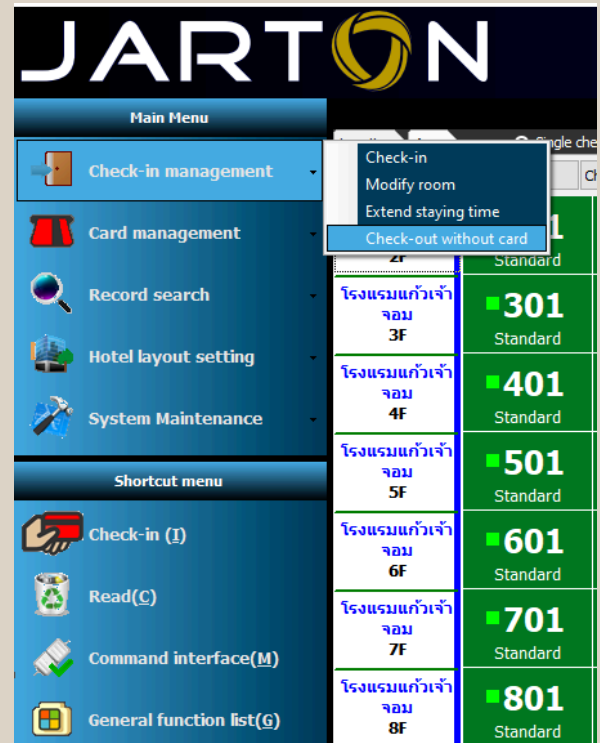 JARTON
Main Menu
Check-in management
Card management
Record search
Hotel layout setting
System Maintenance
Shortcut menu
Check-in (I)
Read(C)
Command interface(M)
General function list(G)
Check-in
Modify room
Extend staying time
Check-out without card
2F
Standard
โรงแรมแก้วเจ้า
จอม
3F
301
Standard
โรงแรมแก้วเจ้า
จอม
4F
401
Standard
โรงแรมแก้วเจ้า
จอม
5F
501
Standard
โรงแรมแก้วเจ้า
จอม
6F
601
Standard
โรงแรมแก้วเจ้า
จอม
7F
701
Standard
โรงแรมแก้วเจ้า
จอม
8F
801
Standard